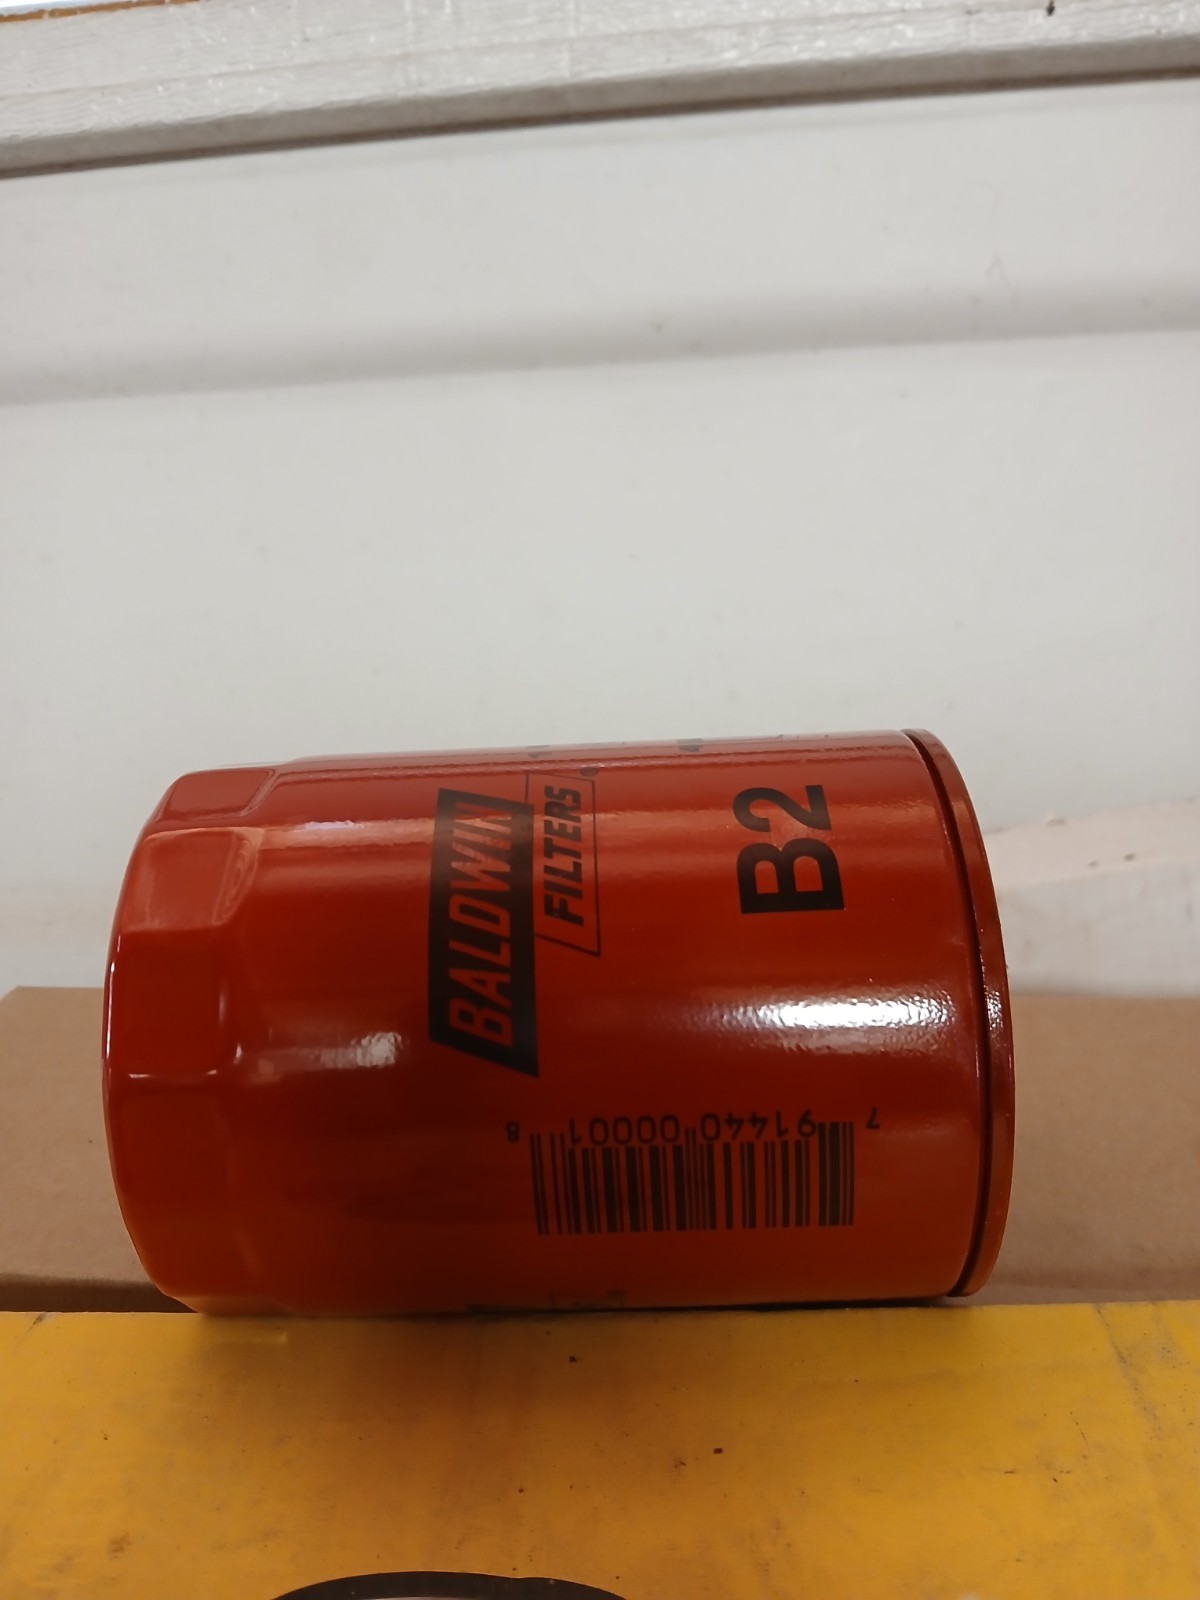 BALDWIN
FILTERS
B2
7 91440 00001 8